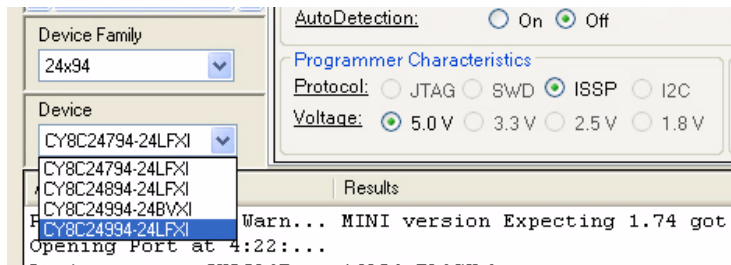 AutoDetection: On Off
Device Family
24x94
Programmer Characteristics
Protocol: JTAG SWD ISSP I2C
Voltage: 5.0 V 3.3 V 2.5 V 1.8 V
Device
CY8C24794-24LFXI
CY8C24794-24LFXI
CY8C24894-24LFXI
CY8C24994-24BVXI
CY8C24994-24LFXI
Results
Warn... MINI version Expecting 1.74 got
Opening Port at 4:22:...